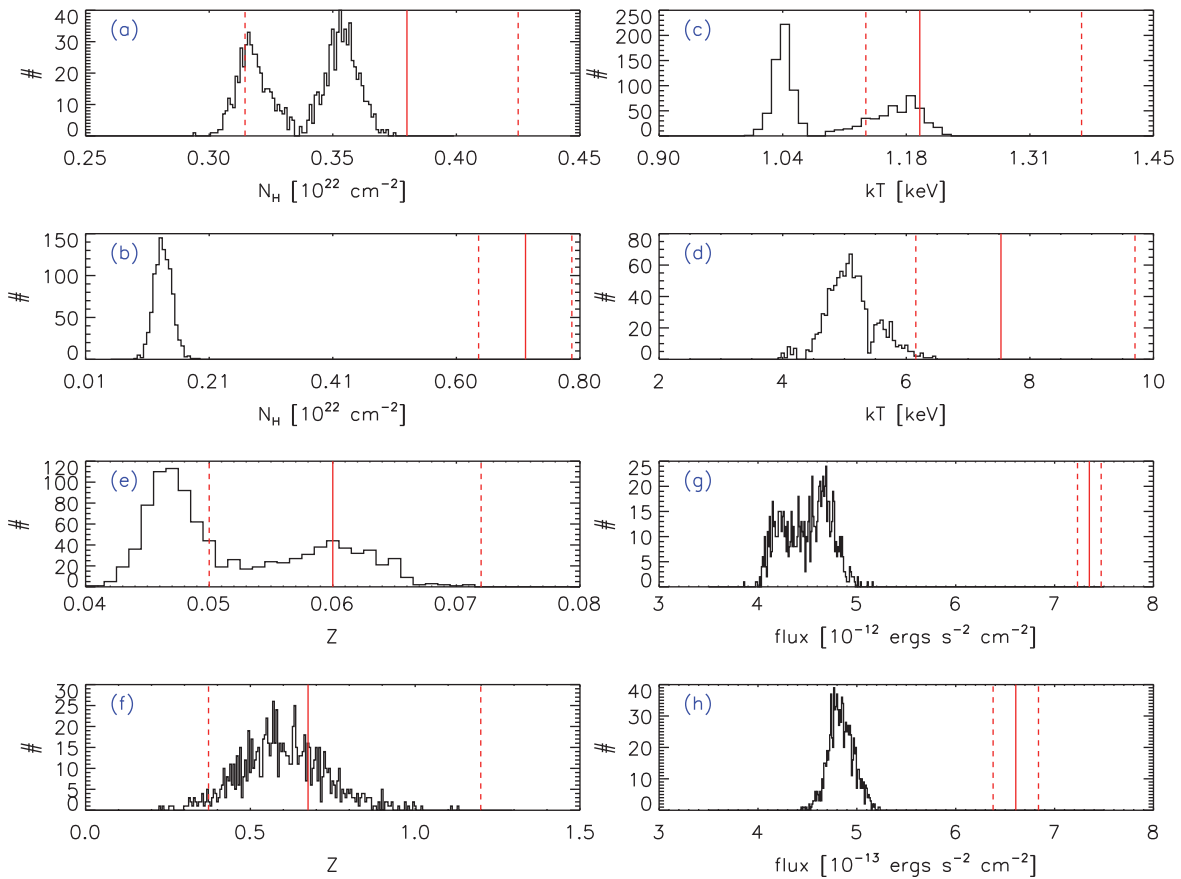 (a)
#
40
30
20
10
0
0.25 0.30 0.35 0.40 0.45
N_H [10^22 cm^-2]
(c)
#
250
200
150
100
50
0
0.90 1.04 1.18 1.31 1.45
kT [keV]
(b)
#
150
100
50
0
0.01 0.21 0.41 0.60 0.80
N_H [10^22 cm^-2]
(d)
#
80
60
40
20
0
2 4 6 8 10
kT [keV]
(e)
#
120
100
80
60
40
20
0
0.04 0.05 0.06 0.07 0.08
Z
(g)
#
25
20
15
10
5
0
3 4 5 6 7 8
flux [10^-12 ergs s^-2 cm^-2]
(f)
#
30
25
20
15
10
5
0
0.0 0.5 1.0 1.5
Z
(h)
#
40
30
20
10
0
3 4 5 6 7 8
flux [10^-13 ergs s^-2 cm^-2]